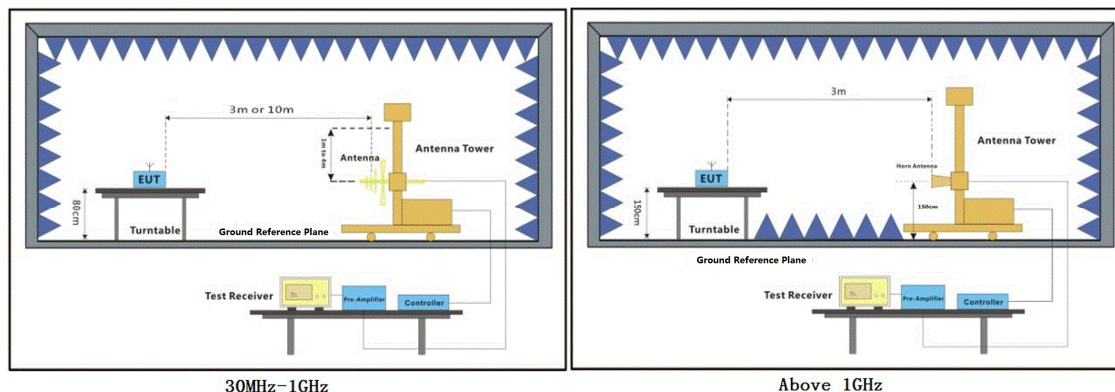 3m or 10m
1m to 4m
Antenna
Antenna Tower
EUT
80cm
Turntable
Ground Reference Plane
Test Receiver
Pre-Amplifier
Controller
30MHz-1GHz
3m
Antenna Tower
Horn Antenna
EUT
150cm
150cm
Turntable
Ground Reference Plane
Test Receiver
Pre-Amplifier
Controller
Above 1GHz